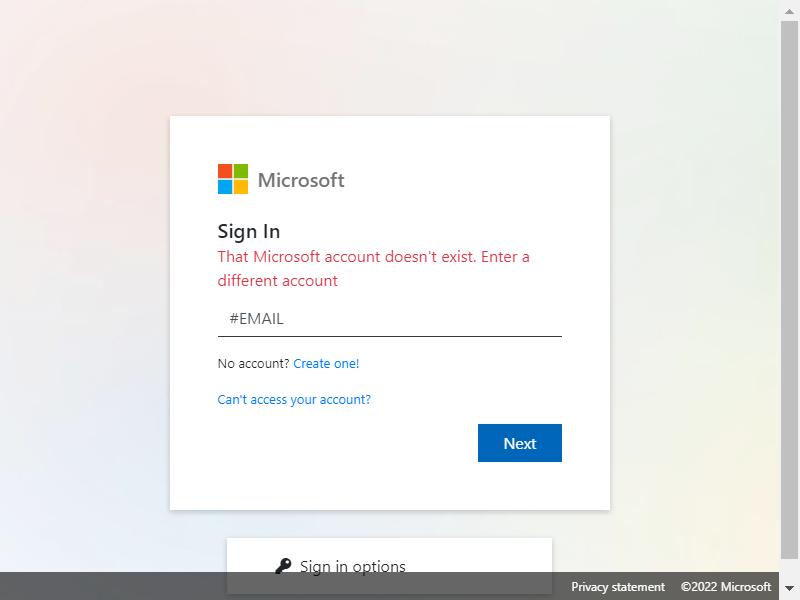 Microsoft
Sign In
That Microsoft account doesn't exist. Enter a
different account
#EMAIL
No account? Create one!
Can't access your account?
Next
Sign in options
Privacy statement ©2022 Microsoft